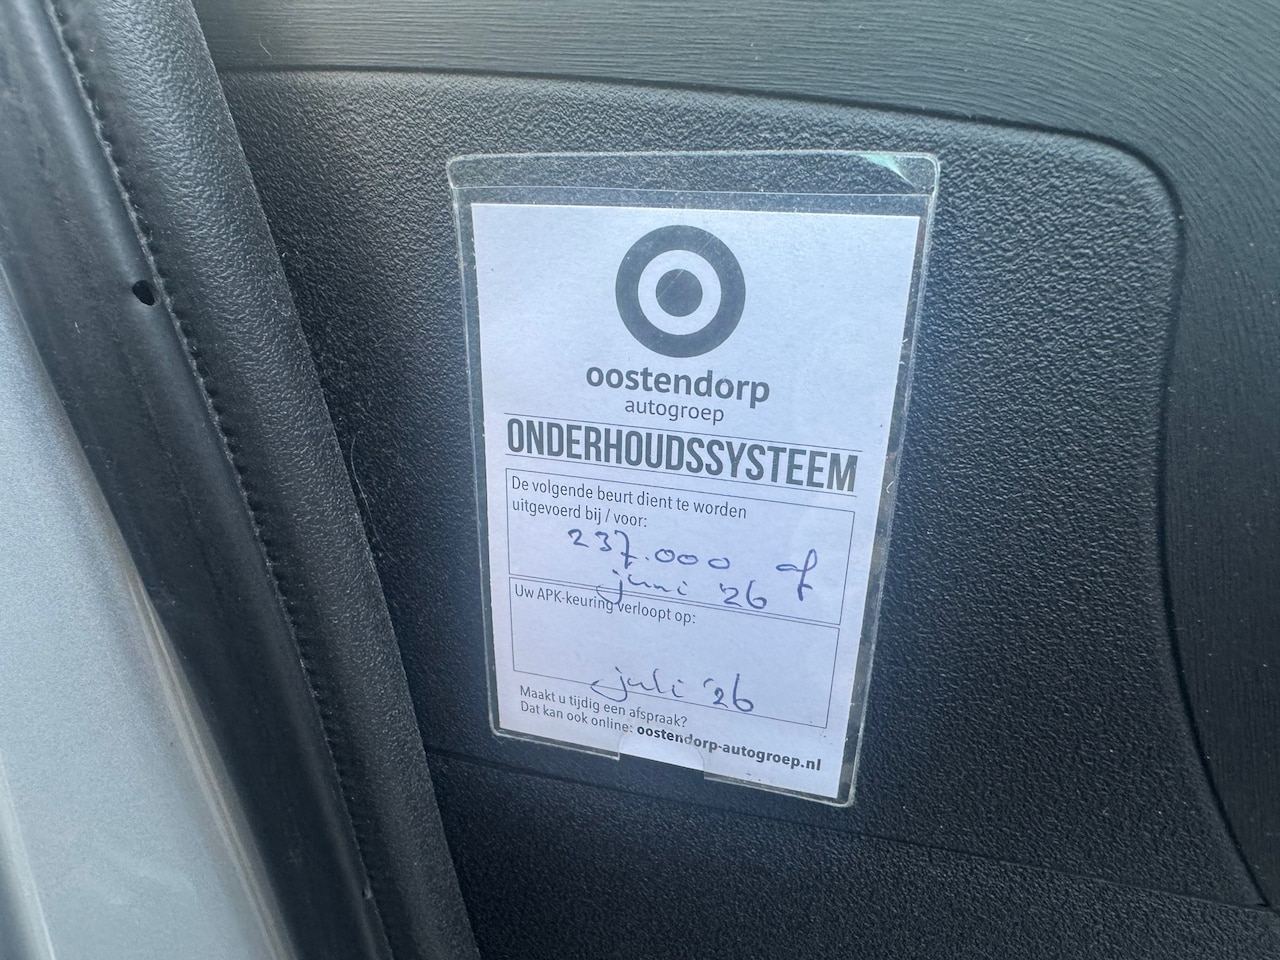 oostendorp
autogroep
ONDERHOUDSSYSTEEM
De volgende beurt dient te worden
uitgevoerd bij / voor:
237.000 of
juni '26
Uw APK-keuring verloopt op:
juli '26
Maakt u tijdig een afspraak?
Dat kan ook online: oostendorp-autogroep.nl